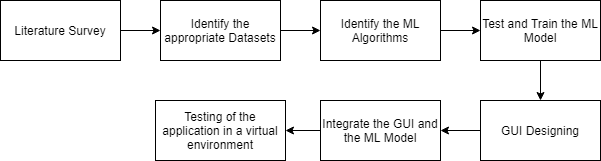 Literature Survey
Identify the
appropriate Datasets
Identify the ML
Algorithms
Test and Train the ML
Model
GUI Designing
Integrate the GUI and
the ML Model
Testing of the
application in a virtual
environment